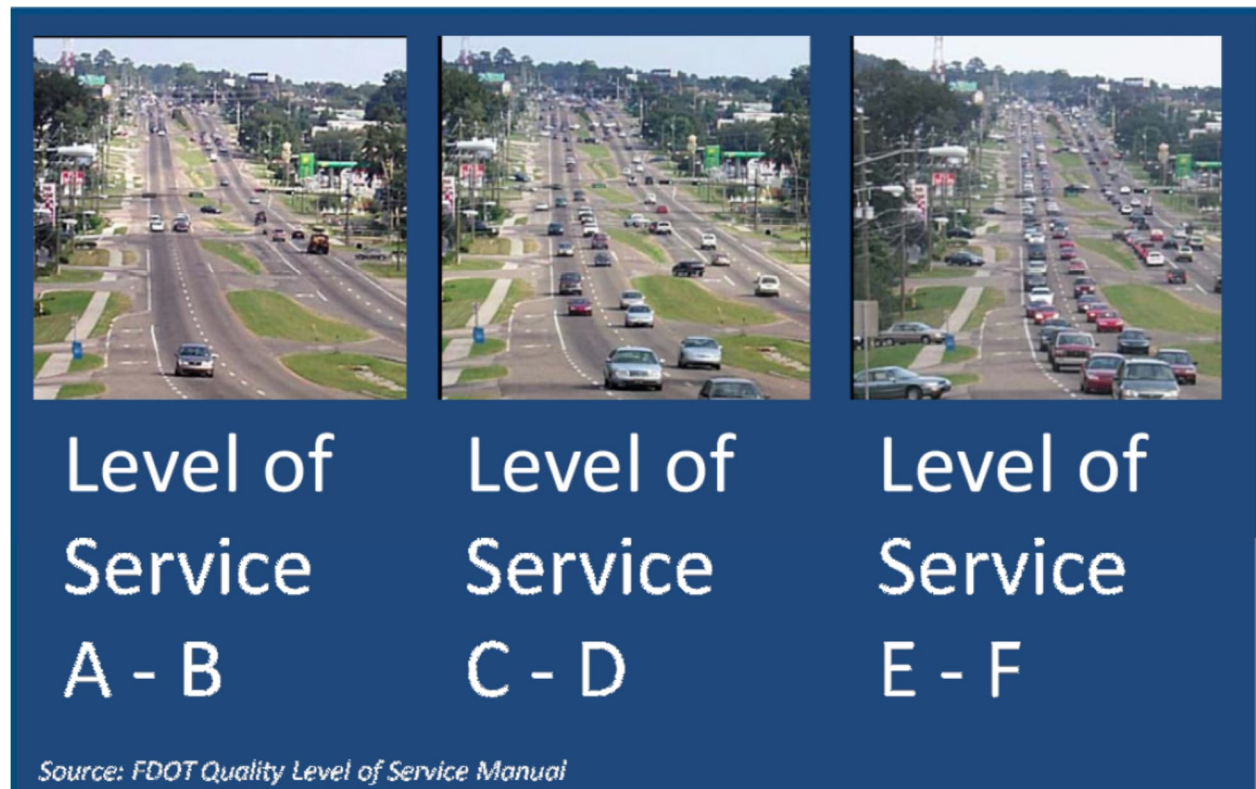 Level of
Service
A - B
Level of
Service
C - D
Level of
Service
E - F
Source: FDOT Quality Level of Service Manual